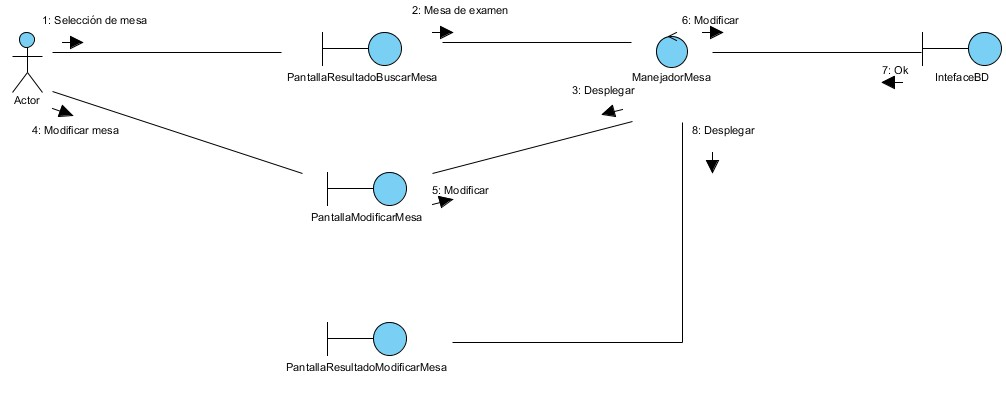 1: Selección de mesa
2: Mesa de examen
6: Modificar
Actor
PantallaResultadoBuscarMesa
ManejadorMesa
7: Ok
IntefaceBD
3: Desplegar
4: Modificar mesa
8: Desplegar
5: Modificar
PantallaModificarMesa
PantallaResultadoModificarMesa